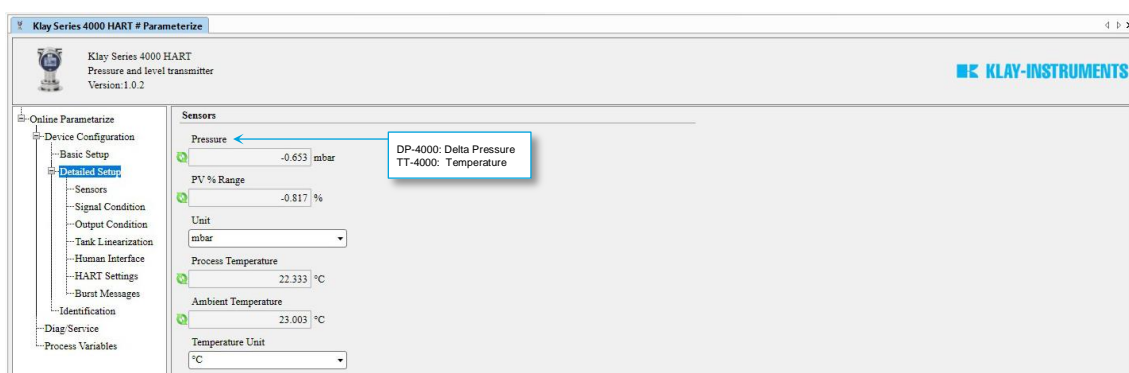 Klay Series 4000 HART # Parameterize
Klay Series 4000 HART
Pressure and level transmitter
Version:1.0.2
KLAY-INSTRUMENTS
Online Parametarize
Device Configuration
Basic Setup
Detailed Setup
Sensors
Signal Condition
Output Condition
Tank Linearization
Human Interface
HART Settings
Burst Messages
Identification
Diag/Service
Process Variables
Sensors
Pressure
-0.653 mbar
DP-4000: Delta Pressure
TT-4000: Temperature
PV % Range
-0.817 %
Unit
mbar
Process Temperature
22.333 °C
Ambient Temperature
23.003 °C
Temperature Unit
°C